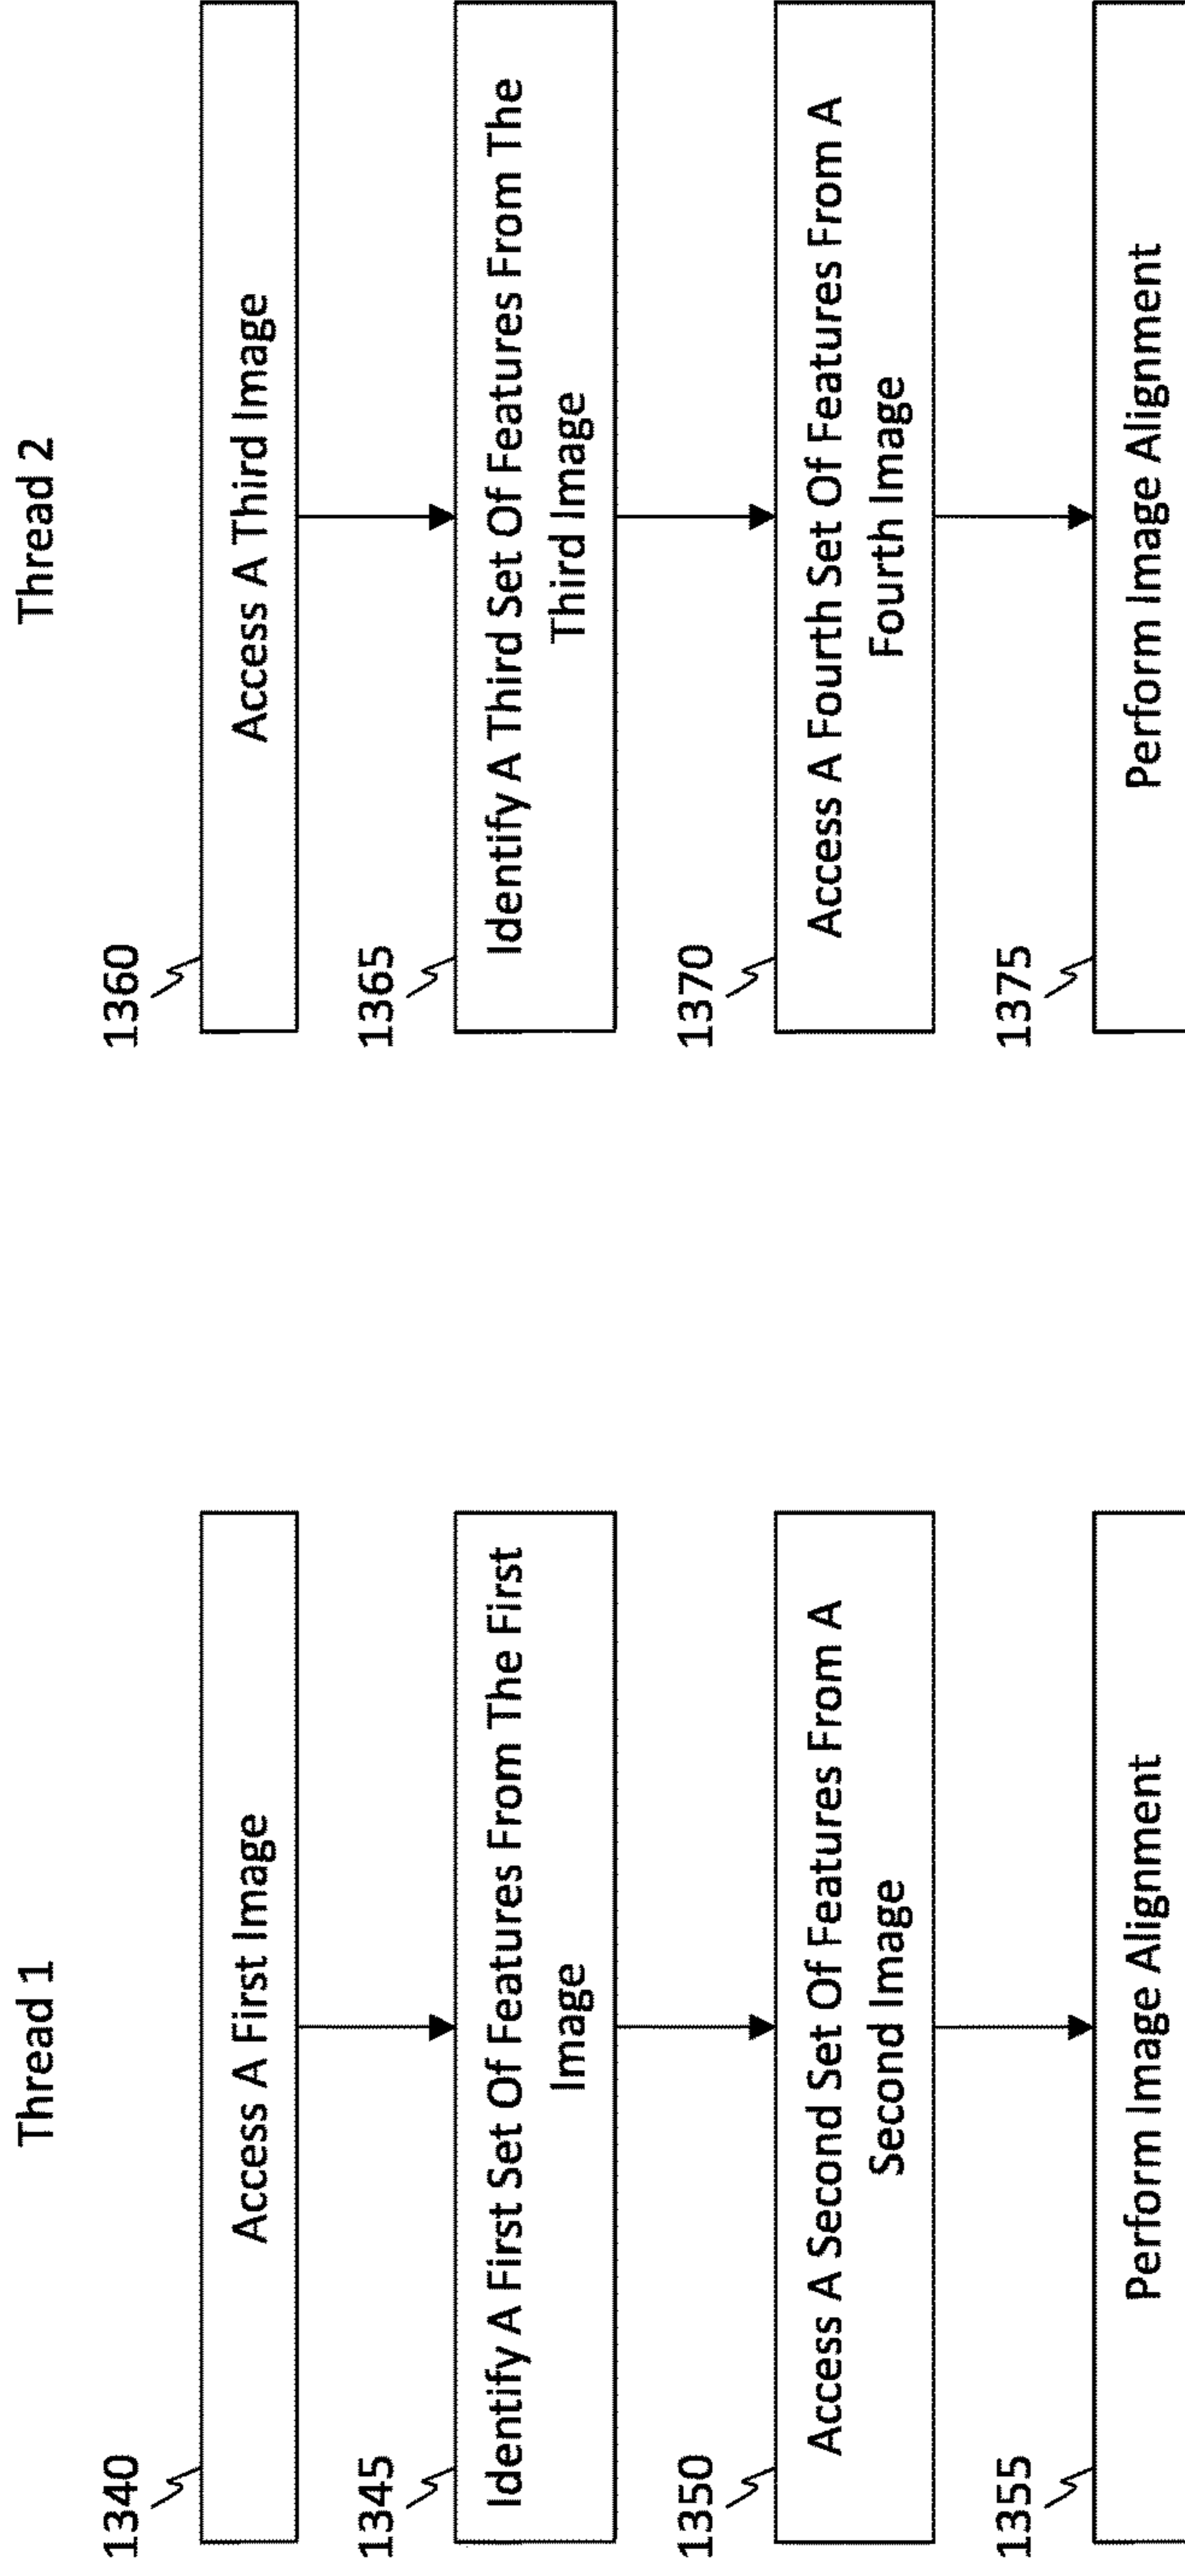 Thread 1
1340
Access A First Image
1345
Identify A First Set Of Features From The First
Image
1350
Access A Second Set Of Features From A
Second Image
1355
Perform Image Alignment
Thread 2
1360
Access A Third Image
1365
Identify A Third Set Of Features From The
Third Image
1370
Access A Fourth Set Of Features From A
Fourth Image
1375
Perform Image Alignment